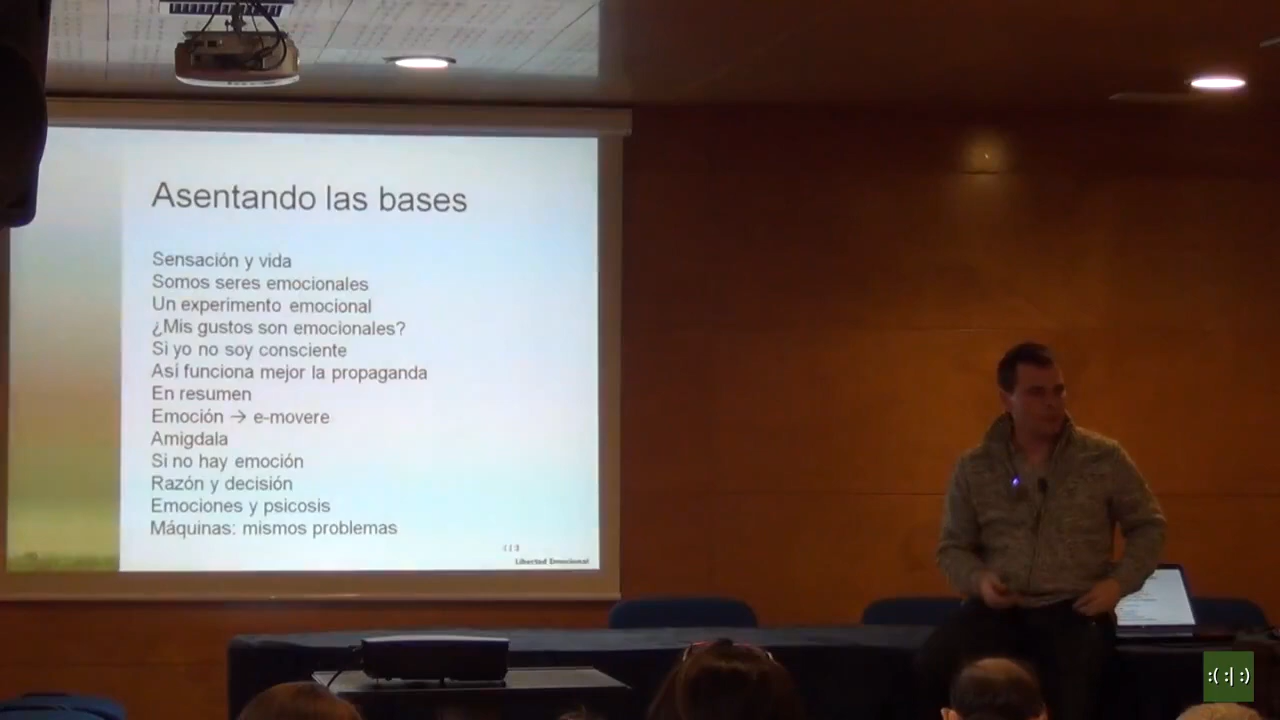 Asentando las bases
Sensación y vida
Somos seres emocionales
Un experimento emocional
¿Mis gustos son emocionales?
Si yo no soy consciente
Así funciona mejor la propaganda
En resumen
Emoción → e-movere
Amigdala
Si no hay emoción
Razón y decisión
Emociones y psicosis
Máquinas: mismos problemas
Libertad Emocional
:( :| :)